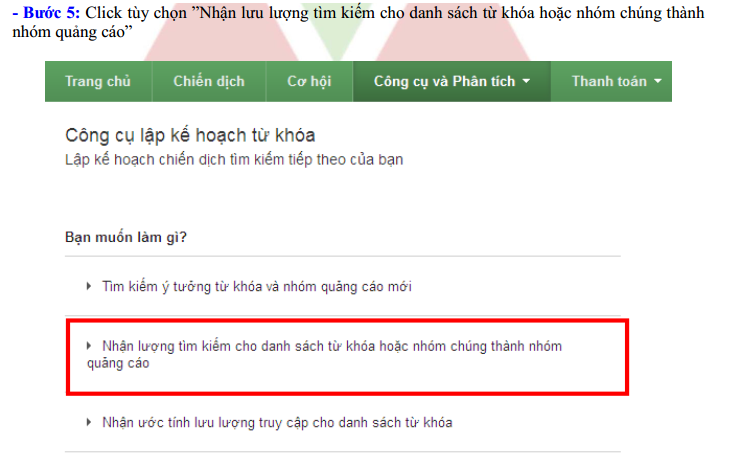 - Bước 5: Click tùy chọn ”Nhận lưu lượng tìm kiếm cho danh sách từ khóa hoặc nhóm chúng thành
nhóm quảng cáo”
Trang chủ Chiến dịch Cơ hội Công cụ và Phân tích Thanh toán
Công cụ lập kế hoạch từ khóa
Lập kế hoạch chiến dịch tìm kiếm tiếp theo của bạn
Bạn muốn làm gì?
Tìm kiếm ý tưởng từ khóa và nhóm quảng cáo mới
Nhận lượng tìm kiếm cho danh sách từ khóa hoặc nhóm chúng thành nhóm
quảng cáo
Nhận ước tính lưu lượng truy cập cho danh sách từ khóa